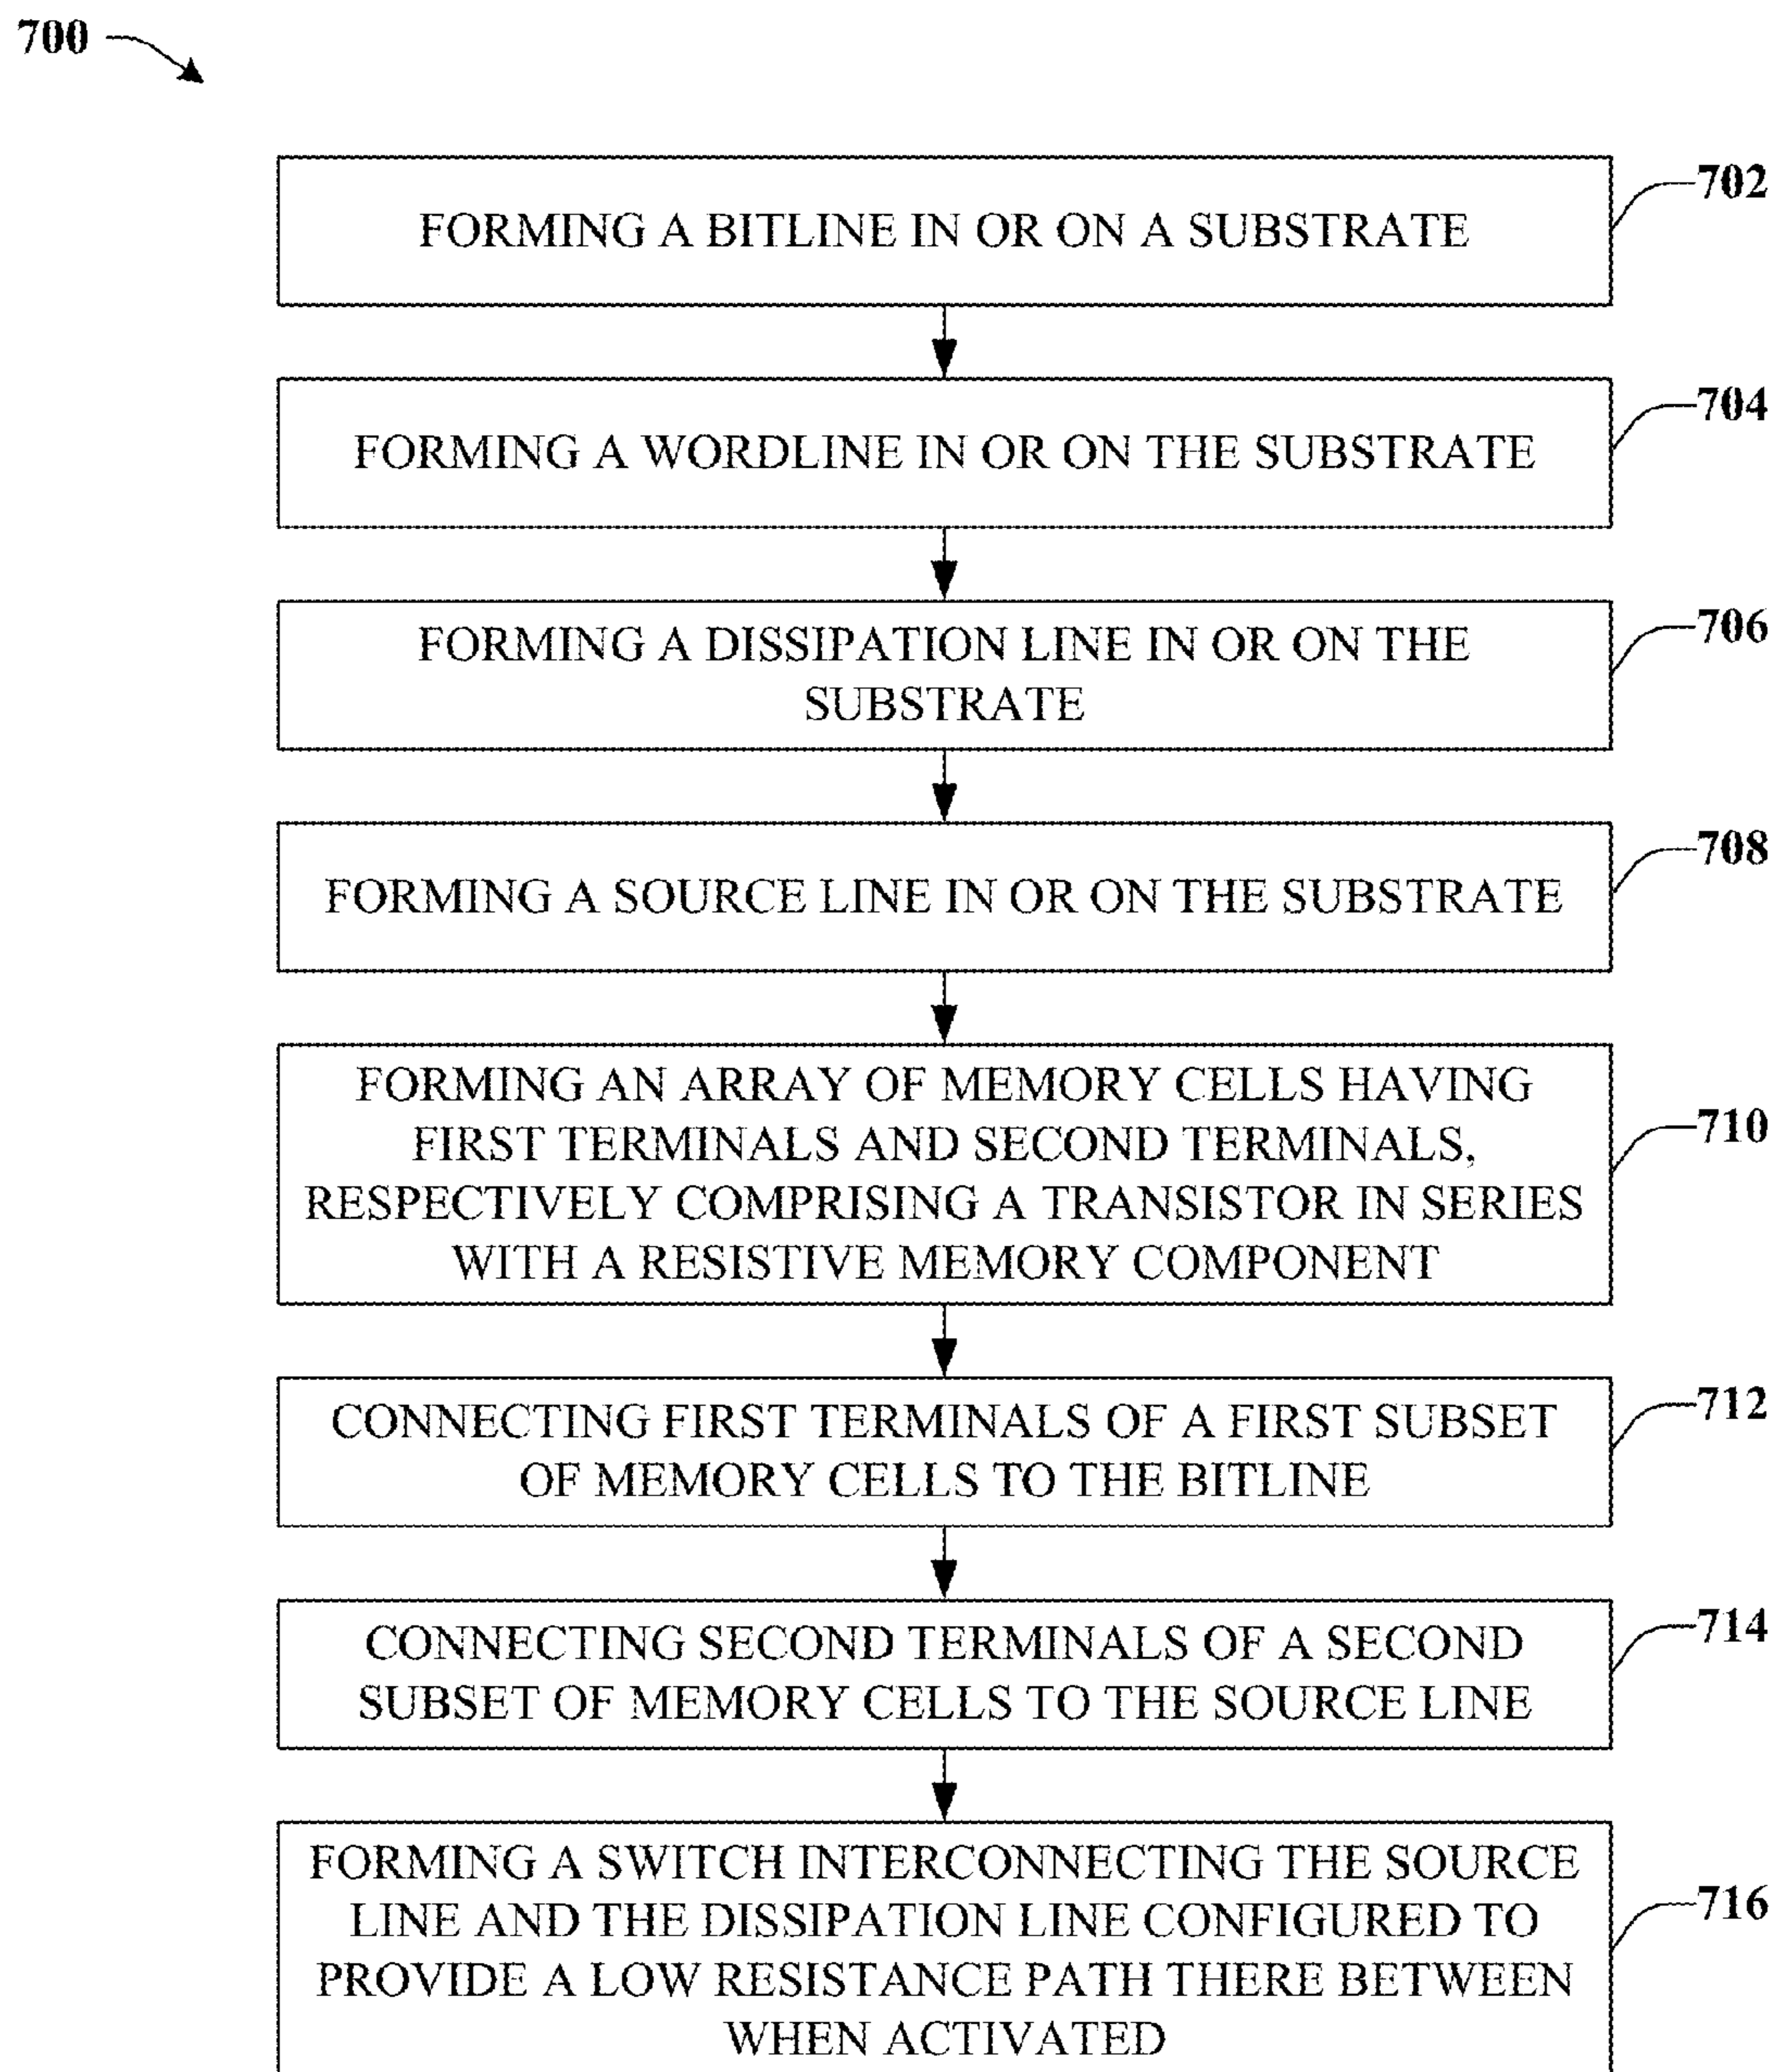 700
FORMING A BITLINE IN OR ON A SUBSTRATE
702
FORMING A WORDLINE IN OR ON THE SUBSTRATE
704
FORMING A DISSIPATION LINE IN OR ON THE
SUBSTRATE
706
FORMING A SOURCE LINE IN OR ON THE SUBSTRATE
708
FORMING AN ARRAY OF MEMORY CELLS HAVING
FIRST TERMINALS AND SECOND TERMINALS,
RESPECTIVELY COMPRISING A TRANSISTOR IN SERIES
WITH A RESISTIVE MEMORY COMPONENT
710
CONNECTING FIRST TERMINALS OF A FIRST SUBSET
OF MEMORY CELLS TO THE BITLINE
712
CONNECTING SECOND TERMINALS OF A SECOND
SUBSET OF MEMORY CELLS TO THE SOURCE LINE
714
FORMING A SWITCH INTERCONNECTING THE SOURCE
LINE AND THE DISSIPATION LINE CONFIGURED TO
PROVIDE A LOW RESISTANCE PATH THERE BETWEEN
WHEN ACTIVATED
716